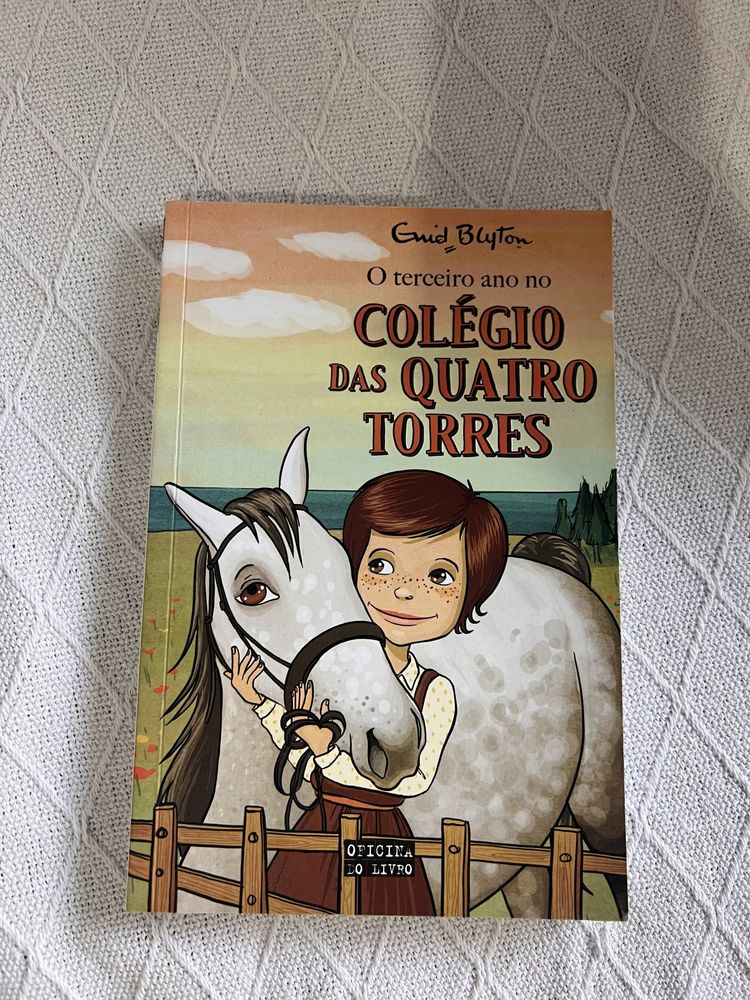 Enid Blyton
O terceiro ano no
COLÉGIO
DAS QUATRO
TORRES
OFICINA
DO LIVRO